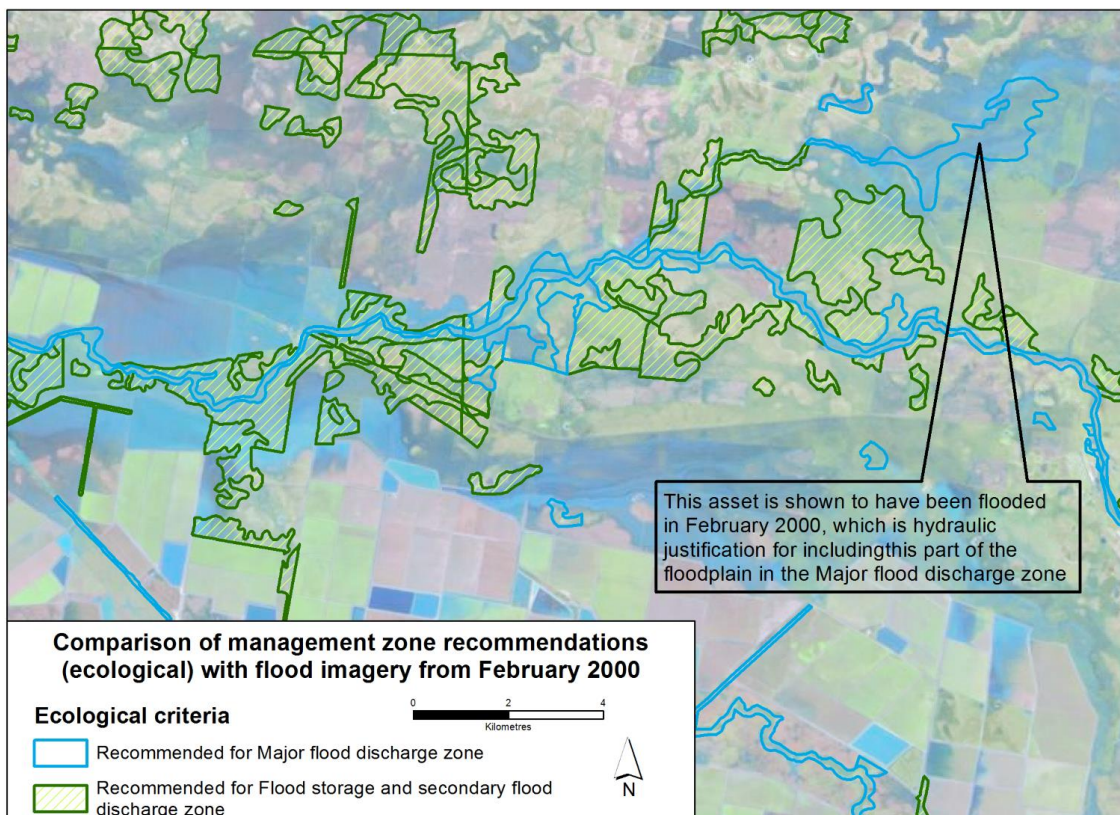 This asset is shown to have been flooded
in February 2000, which is hydraulic
justification for includingthis part of the
floodplain in the Major flood discharge zone
Comparison of management zone recommendations
(ecological) with flood imagery from February 2000
Ecological criteria
0 2 4
Kilometres
Recommended for Major flood discharge zone
N
Recommended for Flood storage and secondary flood
discharge zone